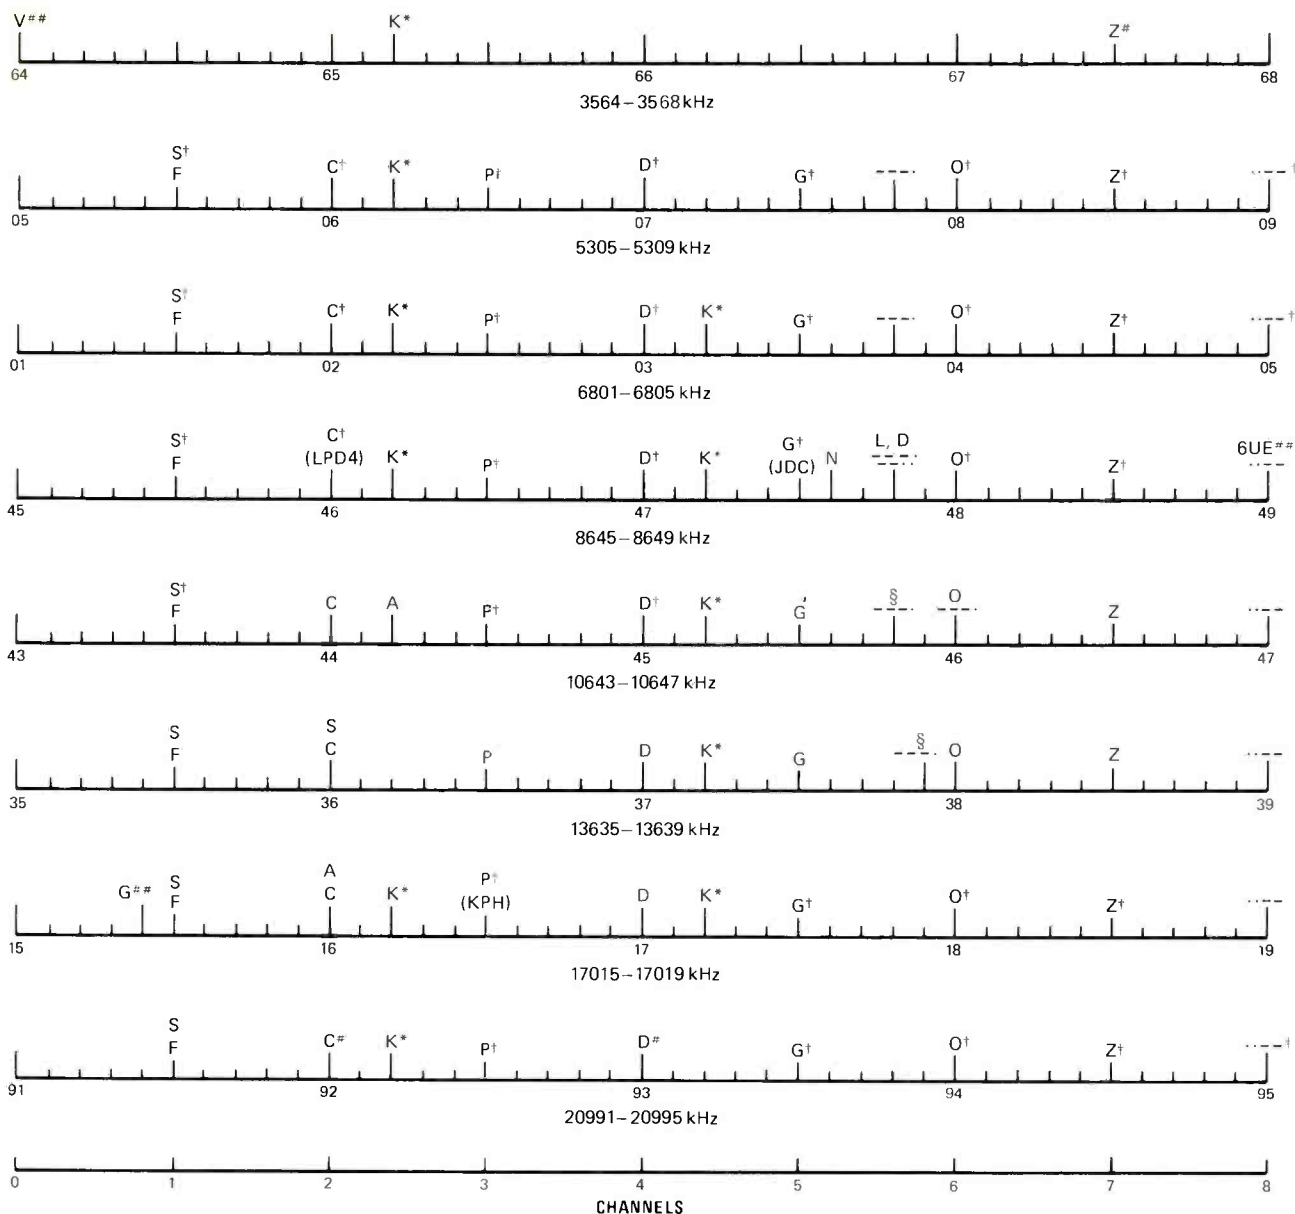 V## K* Z#
64 65 66 67 68
3564–3568 kHz
S†
F C† K* P† D† G† –––– O† Z† ··–––†
05 06 07 08 09
5305–5309 kHz
S†
F C† K* P† D† K* G† –––– O† Z† ··–––†
01 02 03 04 05
6801–6805 kHz
S† C† G† L, D 6UE##
F (LPD4) K* P† D† K* (JDC) N –––– O† Z† ··–––
45 46 47 48 49
8645–8649 kHz
S† §  O
F C A P† D† K* G' –––– –––– Z ··–––
43 44 45 46 47
10643–10647 kHz
S S §
F C P D K* G –––– O Z ··–––
35 36 37 38 39
13635–13639 kHz
S A P†
G## F C K* (KPH) D K* G† O† Z† ··–––
15 16 17 18 19
17015–17019 kHz
S
F C# K* P† D# G† O† Z† ··–––†
91 92 93 94 95
20991–20995 kHz
0 1 2 3 4 5 6 7 8
CHANNELS